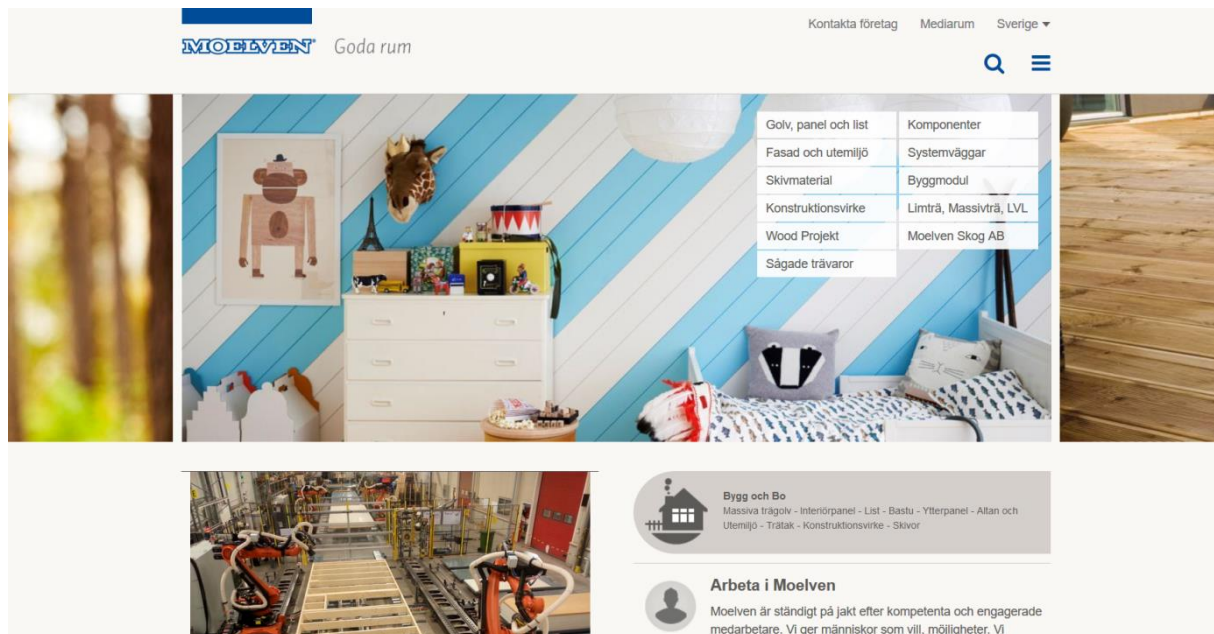 Kontakta företag Mediarum Sverige
MOELVEN® Goda rum
Golv, panel och list
Fasad och utemiljö
Skivmaterial
Konstruktionsvirke
Wood Projekt
Sågade trävaror
Komponenter
Systemväggar
Byggmodul
Limträ, Massivträ, LVL
Moelven Skog AB
Bygg och Bo
Massiva trägolv - Interiörpanel - List - Bastu - Ytterpanel - Altan och
Utemiljö - Trätak - Konstruktionsvirke - Skivor
Arbeta i Moelven
Moelven är ständigt på jakt efter kompetenta och engagerade
medarbetare. Vi ger människor som vill, möjligheter. Vi